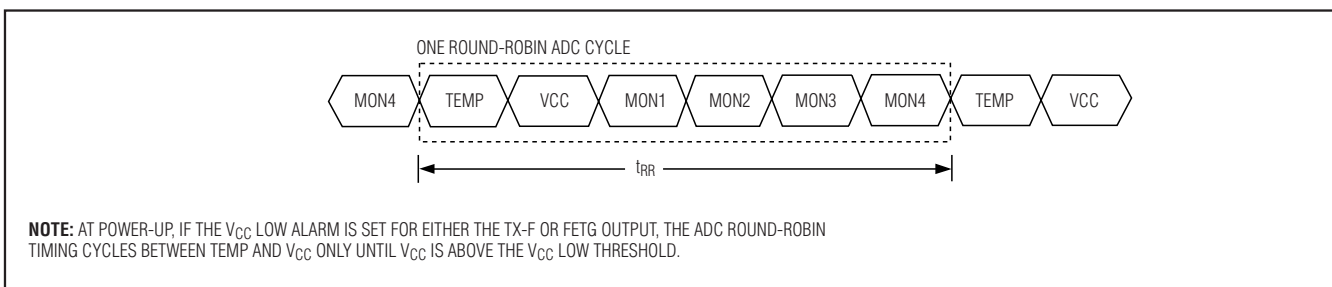 ONE ROUND-ROBIN ADC CYCLE
MON4 TEMP VCC MON1 MON2 MON3 MON4 TEMP VCC
tRR
NOTE: AT POWER-UP, IF THE VCC LOW ALARM IS SET FOR EITHER THE TX-F OR FETG OUTPUT, THE ADC ROUND-ROBIN
TIMING CYCLES BETWEEN TEMP AND VCC ONLY UNTIL VCC IS ABOVE THE VCC LOW THRESHOLD.